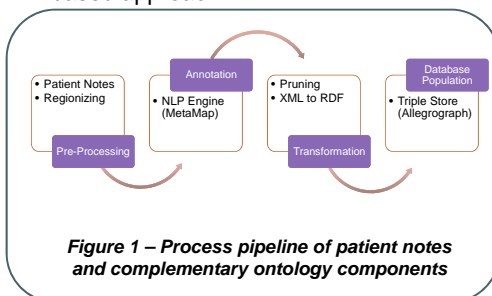 • Patient Notes
• Regionizing
Pre-Processing
Annotation
• NLP Engine
(MetaMap)
• Pruning
• XML to RDF
Transformation
Database
Population
• Triple Store
(Allegrograph)
Figure 1 – Process pipeline of patient notes
and complementary ontology components